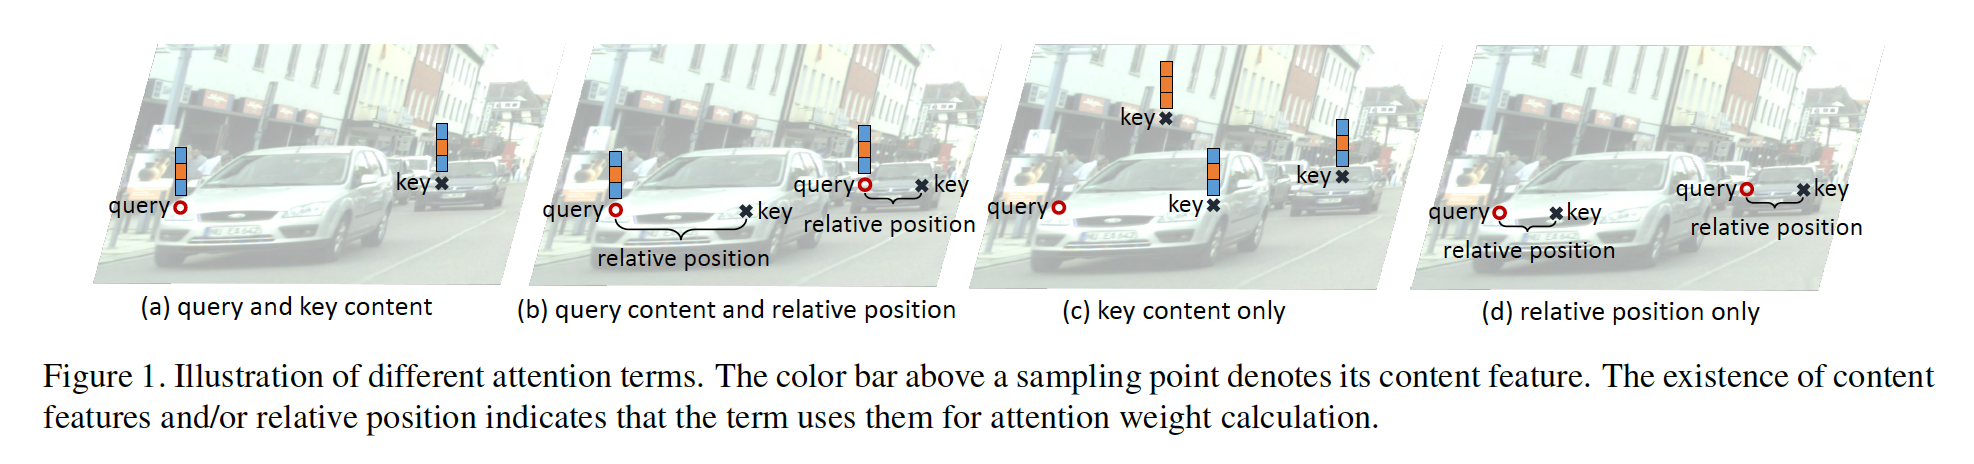 query
key
(a) query and key content
query
key
relative position
query
key
relative position
(b) query content and relative position
key
query
key
key
(c) key content only
query
key
relative position
query
key
relative position
(d) relative position only
Figure 1. Illustration of different attention terms. The color bar above a sampling point denotes its content feature. The existence of content
features and/or relative position indicates that the term uses them for attention weight calculation.